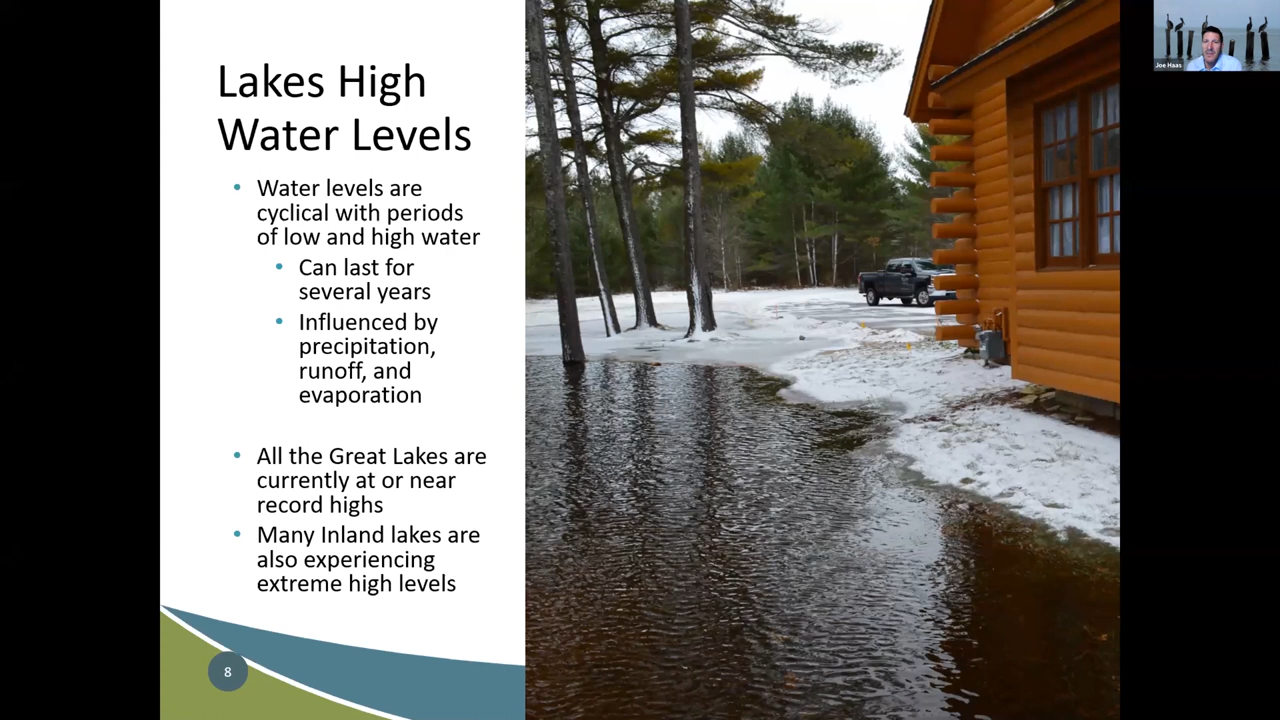 Lakes High
Water Levels
• Water levels are
cyclical with periods
of low and high water
• Can last for
several years
• Influenced by
precipitation,
runoff, and
evaporation
• All the Great Lakes are
currently at or near
record highs
• Many Inland lakes are
also experiencing
extreme high levels
8
Joe Haas